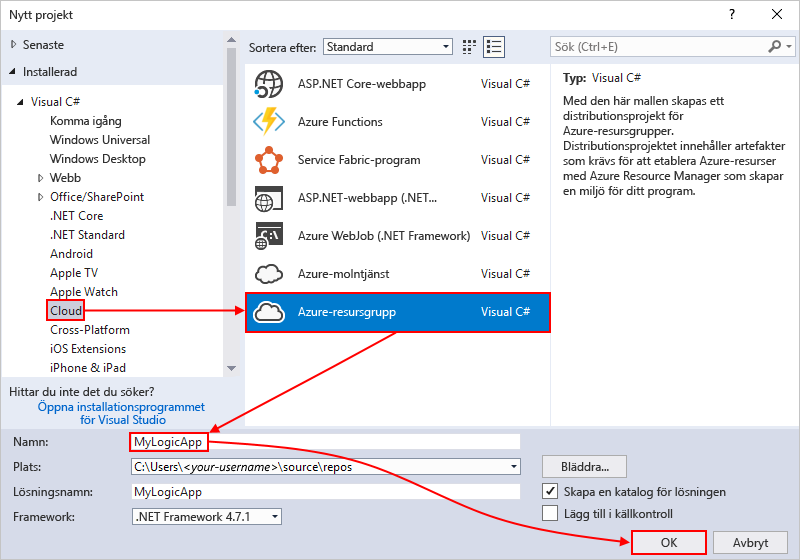 Nytt projekt
?
Senaste
Installerad
Visual C#
Komma igång
Windows Universal
Windows Desktop
Webb
Office/SharePoint
.NET Core
.NET Standard
Android
Apple TV
Apple Watch
Cloud
Cross-Platform
iOS Extensions
iPhone & iPad
Hittar du inte det du söker?
Öppna installationsprogrammet
för Visual Studio
Sortera efter: Standard
ASP.NET Core-webbapp Visual C#
Azure Functions Visual C#
Service Fabric-program Visual C#
ASP.NET-webbapp (.NET... Visual C#
Azure WebJob (.NET Framework) Visual C#
Azure-molntjänst Visual C#
Azure-resursgrupp Visual C#
Sök (Ctrl+E)
Typ: Visual C#
Med den här mallen skapas ett
distributionsprojekt för
Azure-resursgrupper.
Distributionsprojektet innehåller artefakter
som krävs för att etablera Azure-resurser
med Azure Resource Manager som skapar
en miljö för ditt program.
Namn: MyLogicApp
Plats: C:\Users\<your-username>\source\repos
Bläddra...
Lösningsnamn: MyLogicApp
Skapa en katalog för lösningen
Framework: .NET Framework 4.7.1
Lägg till i källkontroll
OK
Avbryt